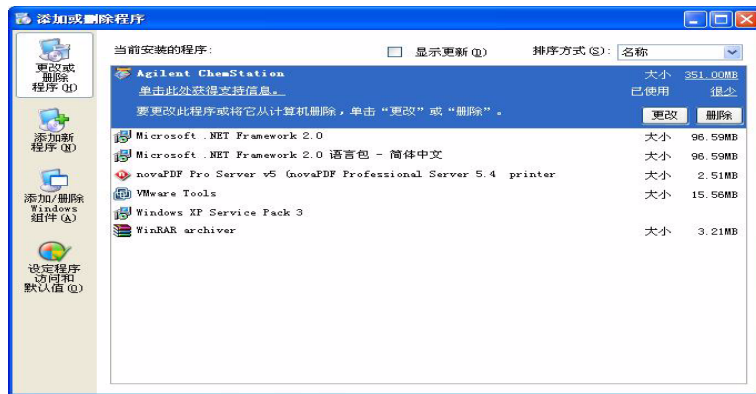 添加或删除程序
更改或
删除
程序(H)
添加新
程序(N)
添加/删除
Windows
组件(A)
设定程序
访问和
默认值(O)
当前安装的程序: 显示更新(D) 排序方式(S): 名称
Agilent ChemStation 大小 351.00MB
单击此处获得支持信息。 已使用 很少
要更改此程序或将它从计算机删除，单击“更改”或“删除”。 更改 删除
Microsoft .NET Framework 2.0 大小 96.59MB
Microsoft .NET Framework 2.0 语言包 - 简体中文 大小 96.59MB
novaPDF Pro Server v5 (novaPDF Professional Server 5.4 printer 大小 2.51MB
VMware Tools 大小 15.56MB
Windows XP Service Pack 3
WinRAR archiver 大小 3.21MB